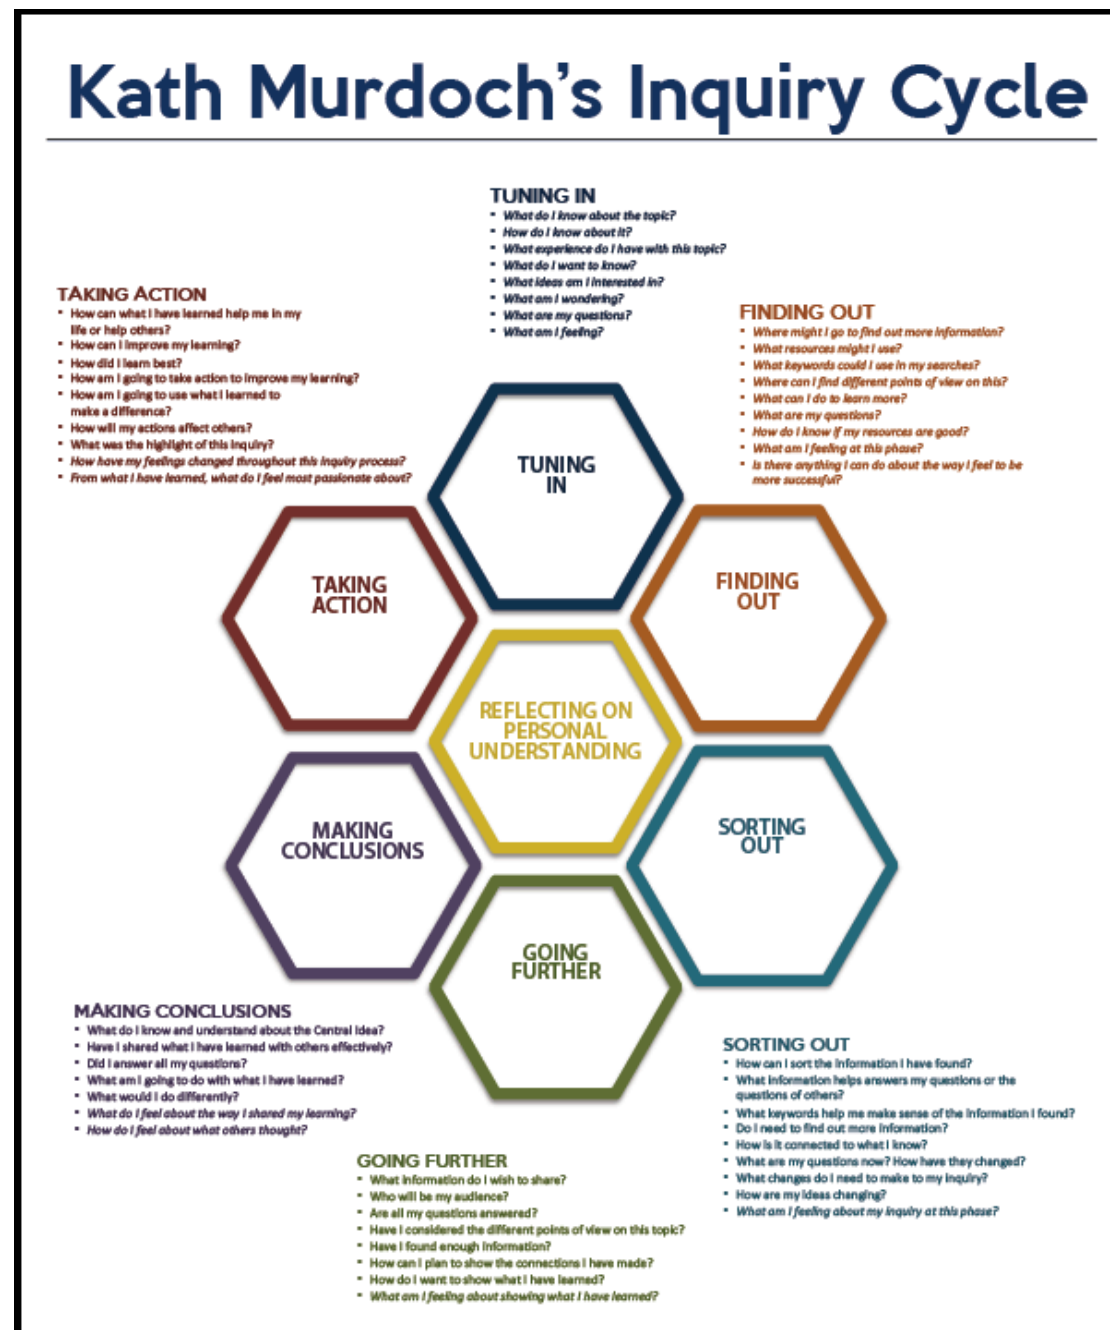 Kath Murdoch's Inquiry Cycle
TUNING IN
What do I know about the topic?
How do I know about it?
What experience do I have with this topic?
What do I want to know?
What ideas am I interested in?
What am I wondering?
What are my questions?
What am I feeling?
TAKING ACTION
How can what I have learned help me in my
life or help others?
How can I improve my learning?
How did I learn best?
How am I going to take action to improve my learning?
How am I going to use what I learned to
make a difference?
How will my actions affect others?
What was the highlight of this inquiry?
How have my feelings changed throughout this inquiry process?
From what I have learned, what do I feel most passionate about?
FINDING OUT
Where might I go to find out more information?
What resources might I use?
What keywords could I use in my searches?
Where can I find different points of view on this?
What can I do to learn more?
What are my questions?
How do I know if my resources are good?
What am I feeling at this phase?
Is there anything I can do about the way I feel to be
more successful?
TUNING
IN
TAKING
ACTION
FINDING
OUT
REFLECTING ON
PERSONAL
UNDERSTANDING
MAKING
CONCLUSIONS
SORTING
OUT
GOING
FURTHER
MAKING CONCLUSIONS
What do I know and understand about the Central Idea?
Have I shared what I have learned with others effectively?
Did I answer all my questions?
What am I going to do with what I have learned?
What would I do differently?
What do I feel about the way I shared my learning?
How do I feel about what others thought?
SORTING OUT
How can I sort the information I have found?
What information helps answers my questions or the
questions of others?
What keywords help me make sense of the information I found?
Do I need to find out more information?
How is it connected to what I know?
What are my questions now? How have they changed?
What changes do I need to make to my inquiry?
How are my ideas changing?
What am I feeling about my inquiry at this phase?
GOING FURTHER
What information do I wish to share?
Who will be my audience?
Are all my questions answered?
Have I considered the different points of view on this topic?
Have I found enough information?
How can I plan to show the connections I have made?
How do I want to show what I have learned?
What am I feeling about showing what I have learned?